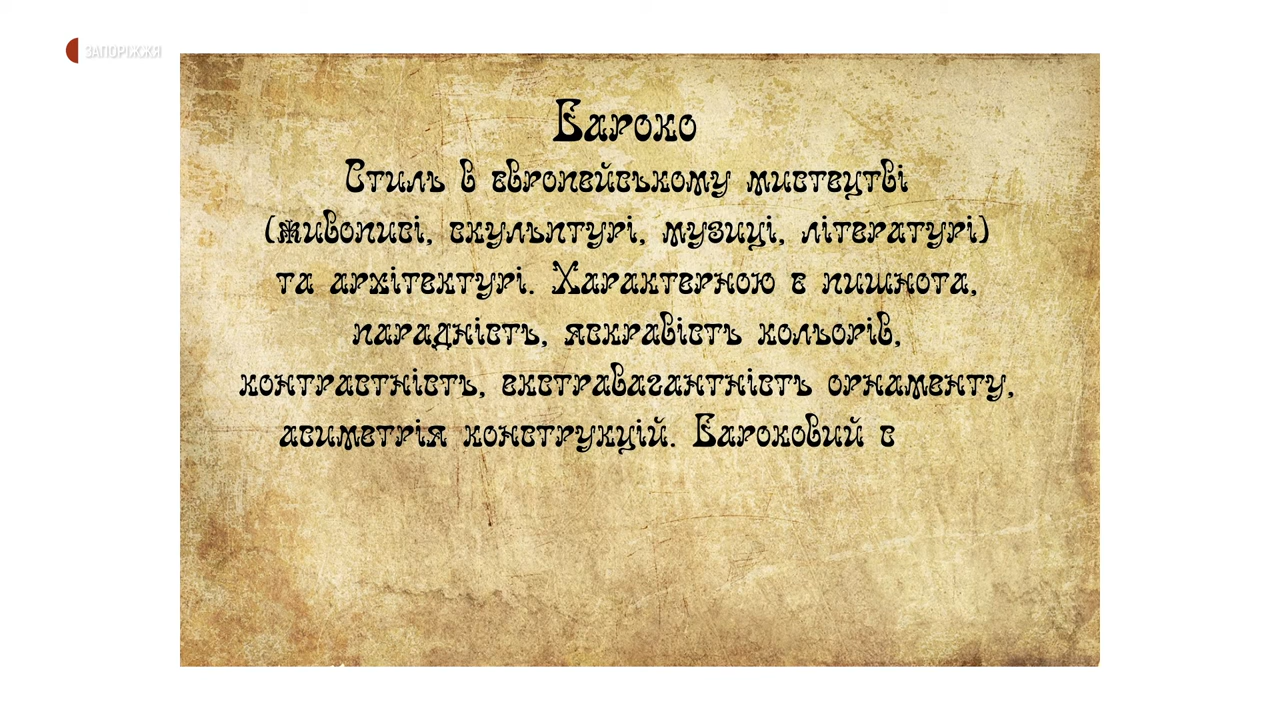 ЗАПОРІЖЖЯ
Бароко
Стиль в європейському мистецтві
(живописі, скульптурі, музиці, літературі)
та архітектурі. Характерною є пишнота,
парадність, яскравість кольорів,
контрастність, екстравагантність орнаменту,
асиметрія конструкцій. Бароковий с